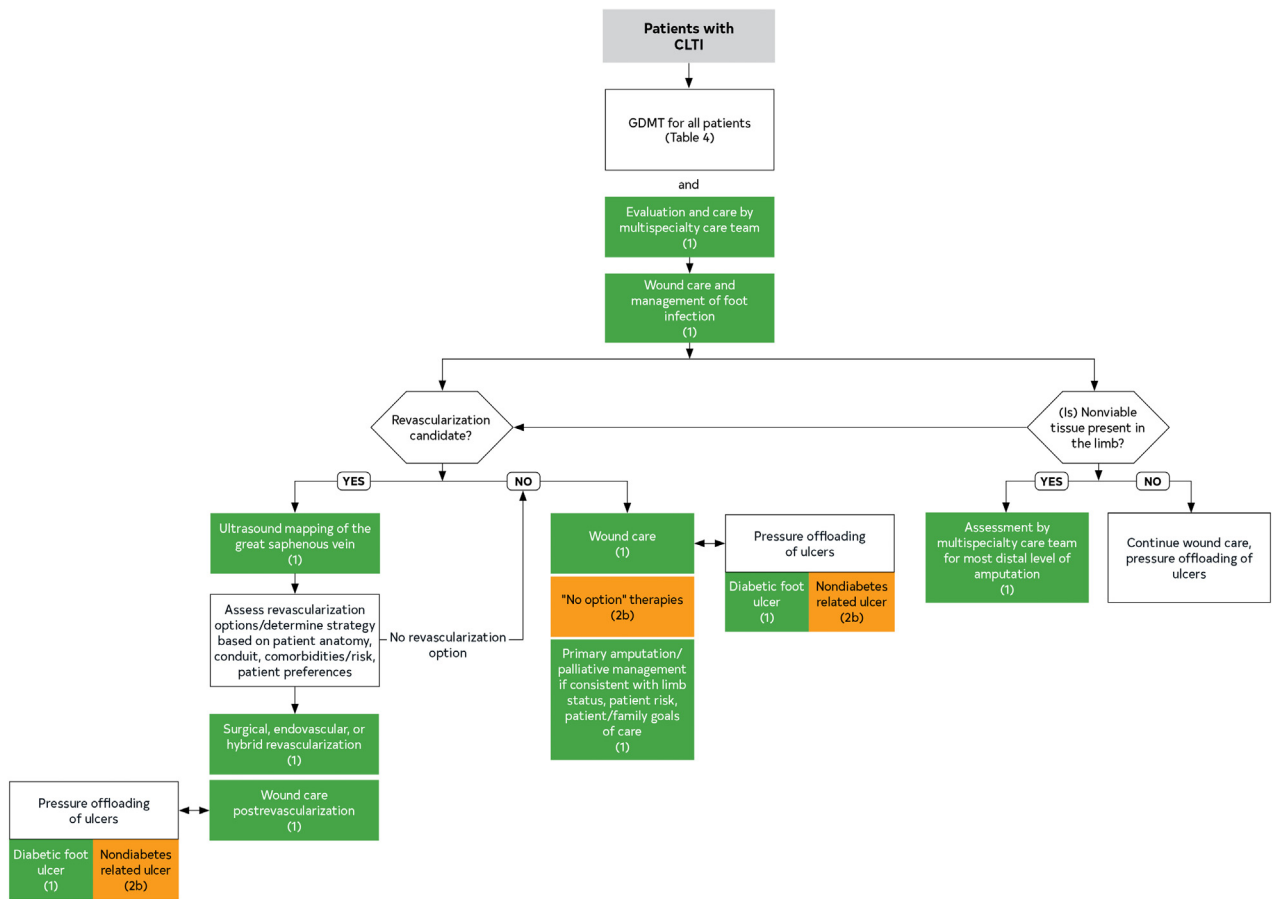 Patients with
CLTI
GDMT for all patients
(Table 4)
and
Evaluation and care by
multispecialty care team
(1)
Wound care and
management of foot
infection
(1)
Revascularization
candidate?
(Is) Nonviable
tissue present in
the limb?
YES
NO
YES
NO
Ultrasound mapping of the
great saphenous vein
(1)
Wound care
(1)
Pressure offloading
of ulcers
Diabetic foot
ulcer
(1)
Nondiabetes
related ulcer
(2b)
Assessment by
multispecialty care team
for most distal level of
amputation
(1)
Continue wound care,
pressure offloading of
ulcers
"No option" therapies
(2b)
Assess revascularization
options/determine strategy
based on patient anatomy,
conduit, comorbidities/risk,
patient preferences
No revascularization
option
Primary amputation/
palliative management
if consistent with limb
status, patient risk,
patient/family goals
of care
(1)
Surgical, endovascular, or
hybrid revascularization
(1)
Wound care
postrevascularization
(1)
Pressure offloading
of ulcers
Diabetic foot
ulcer
(1)
Nondiabetes
related ulcer
(2b)